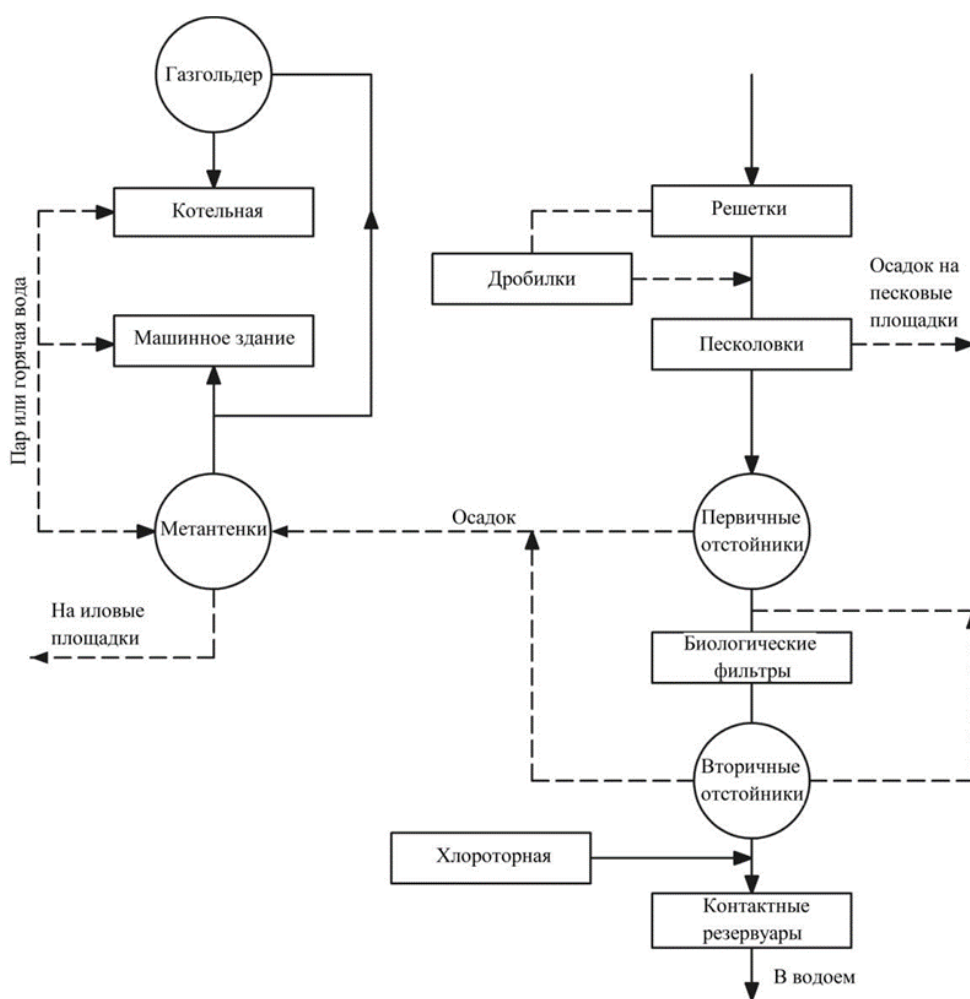 Газгольдер
Котельная
Машинное здание
Пар или горячая вода
Метантенки
На иловые
площадки
Решетки
Дробилки
Осадок на
песковые
площадки
Песколовки
Осадок
Первичные
отстойники
Биологические
фильтры
Вторичные
отстойники
Хлороторная
Контактные
резервуары
В водоем